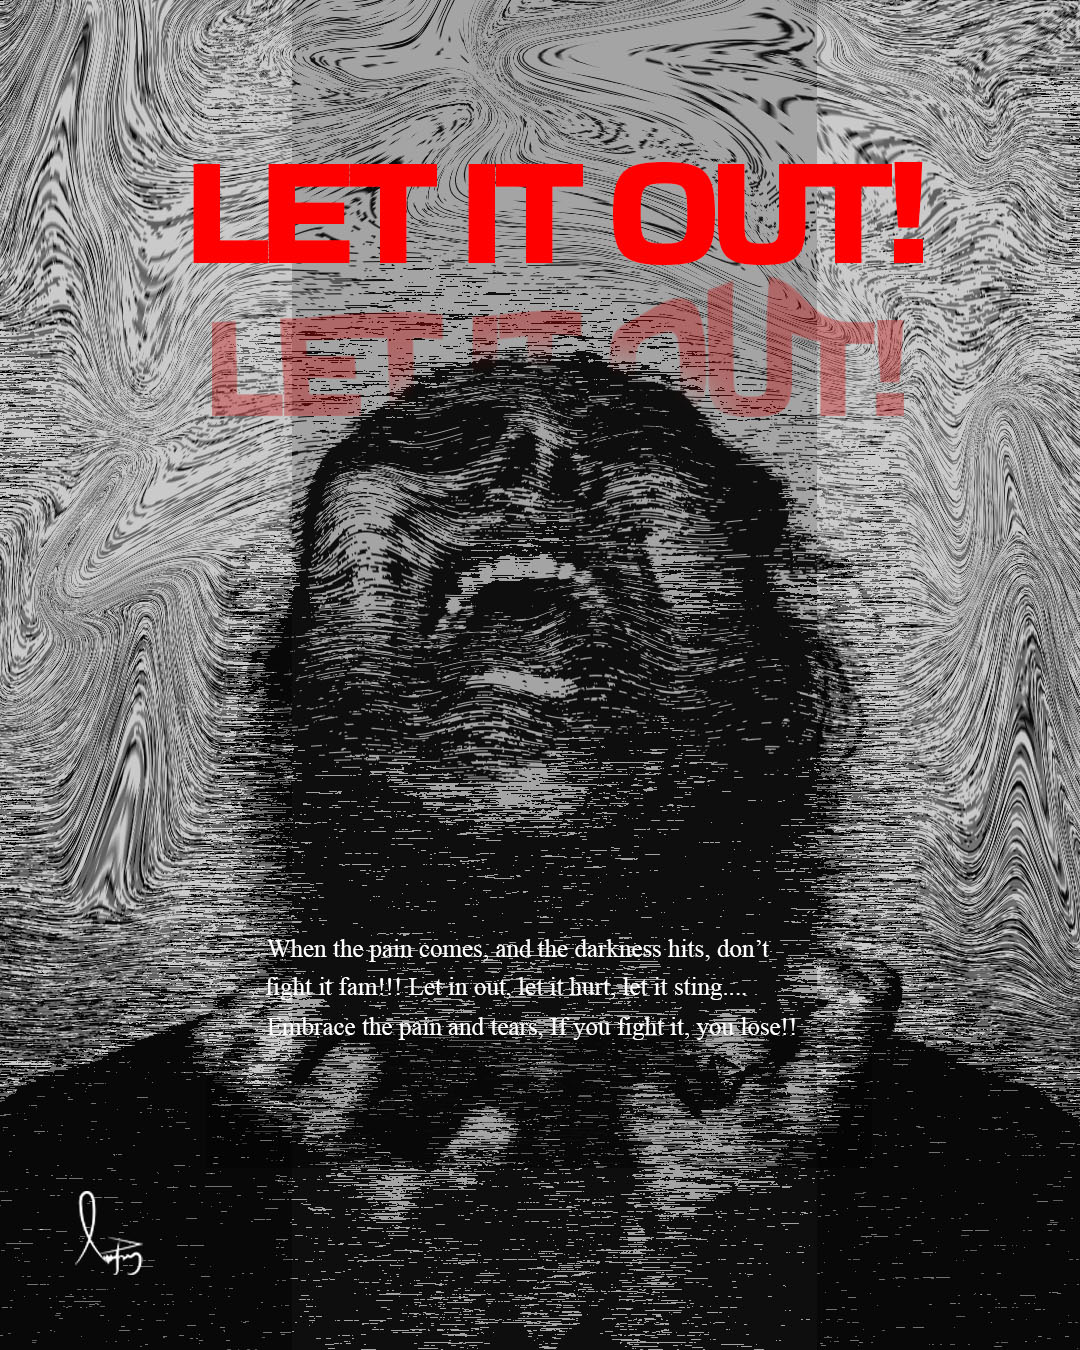 LET IT OUT!
LET IT OUT!
When the pain comes, and the darkness hits, don't
fight it fam!!! Let in out, let it hurt, let it sting....
Embrace the pain and tears, If you fight it, you lose!!